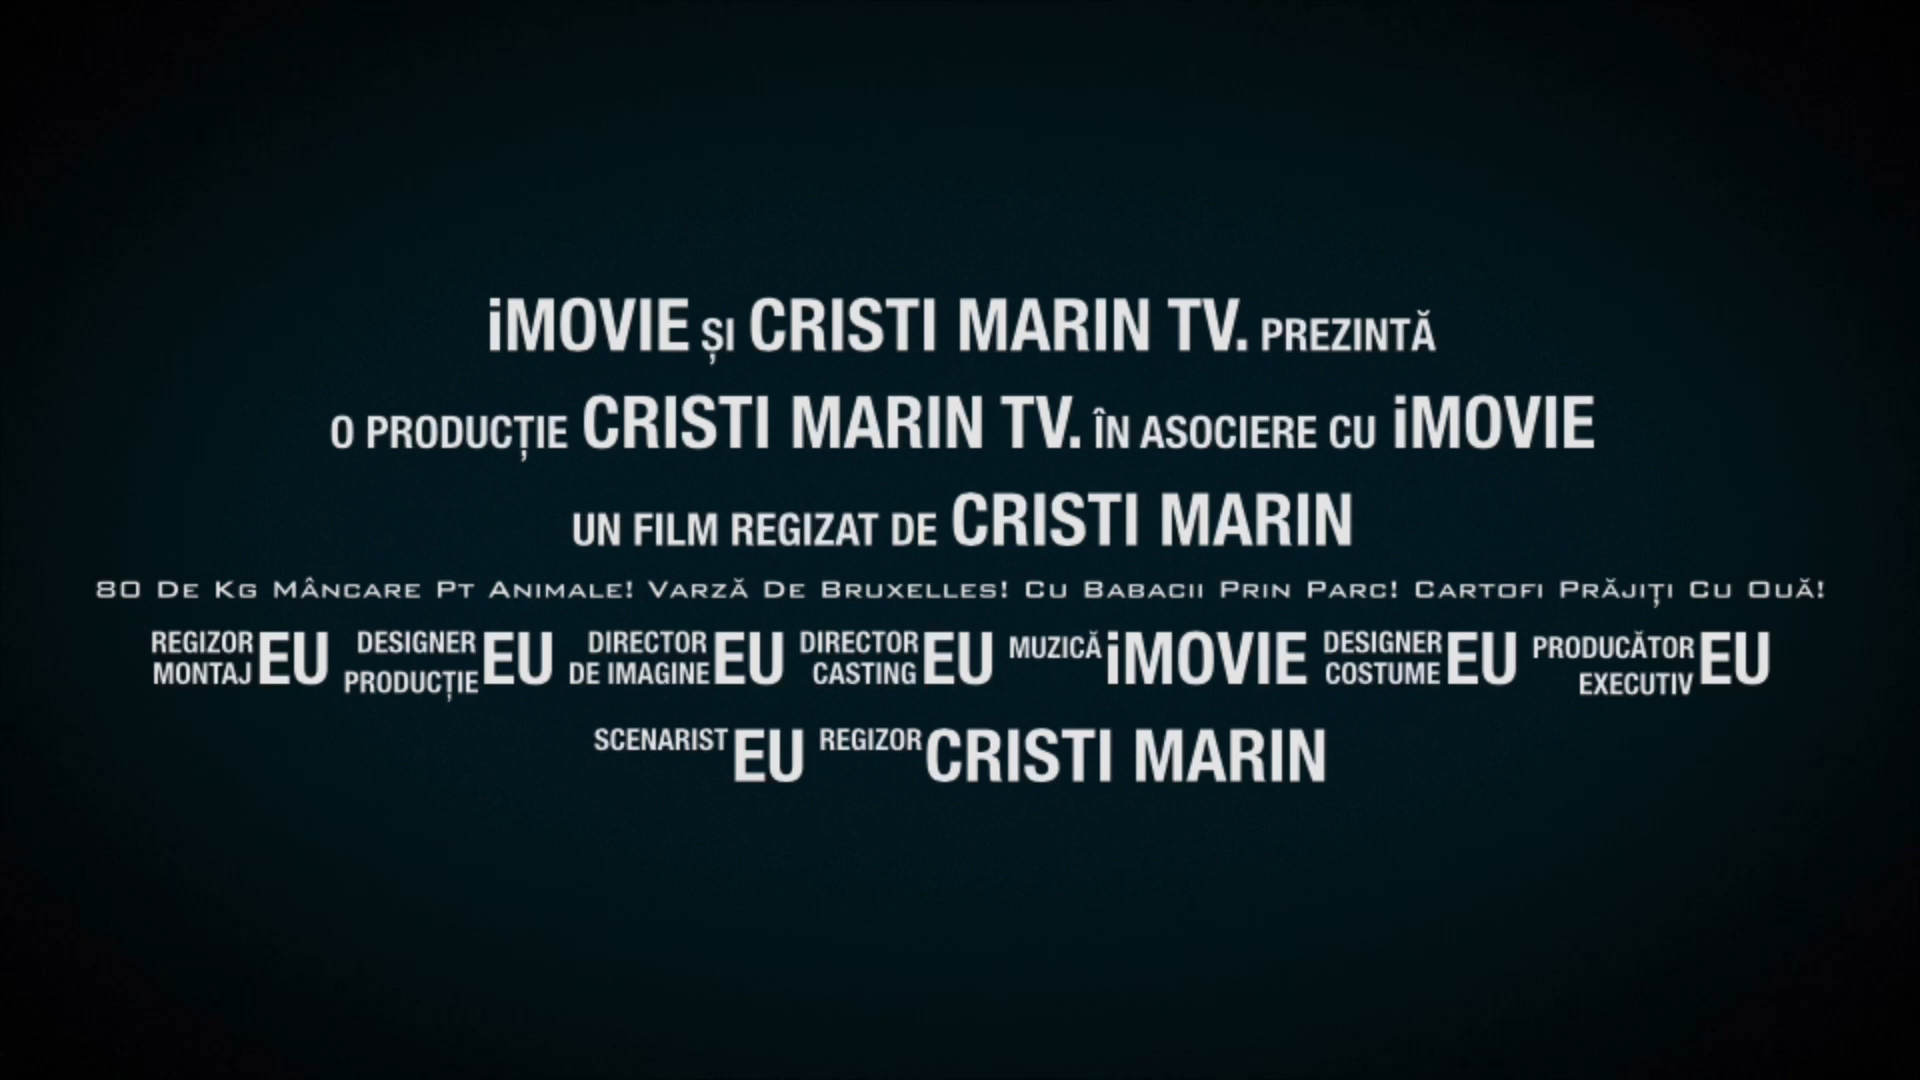 iMOVIE ȘI CRISTI MARIN TV. PREZINTĂ
O PRODUCȚIE CRISTI MARIN TV. ÎN ASOCIERE CU iMOVIE
UN FILM REGIZAT DE CRISTI MARIN
80 De Kg Mâncare Pt Animale! Varză De Bruxelles! Cu Babacii Prin Parc! Cartofi Prăjiți Cu Ouă!
REGIZOR MONTAJ EU DESIGNER PRODUCȚIE EU DIRECTOR DE IMAGINE EU DIRECTOR CASTING EU MUZICĂ iMOVIE DESIGNER COSTUME EU PRODUCĂTOR EXECUTIV EU
SCENARIST EU REGIZOR CRISTI MARIN